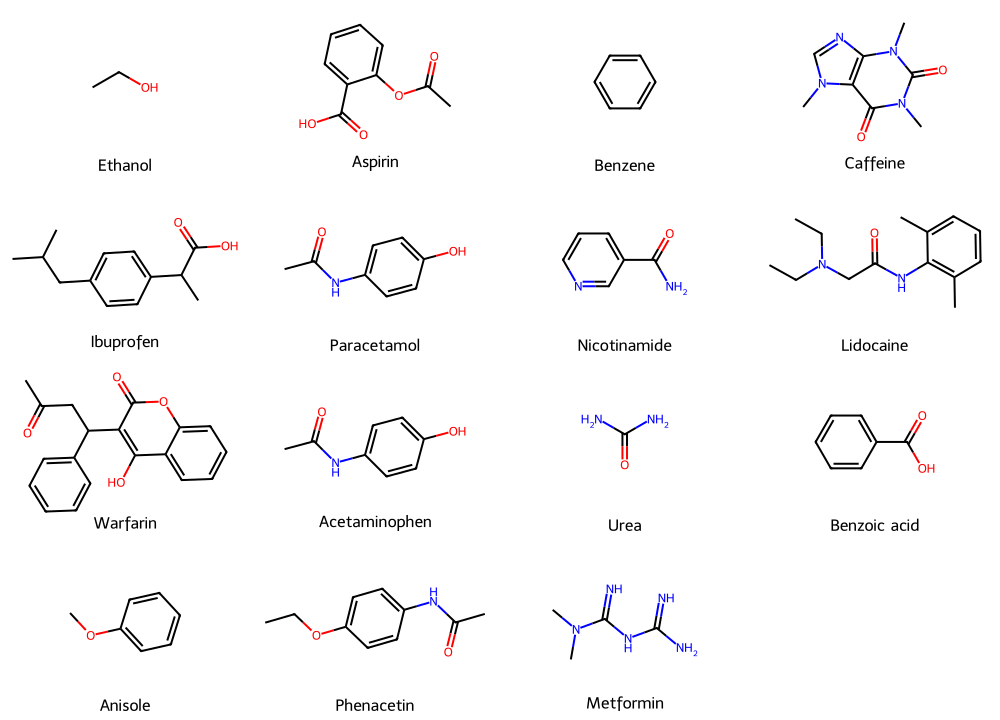 OH
Ethanol
O
O
HO
O
Aspirin
Benzene
N
N
O
N
N
O
Caffeine
O
OH
Ibuprofen
O
N
H
OH
Paracetamol
O
N
NH₂
Nicotinamide
N
O
N
H
Lidocaine
O
O
O
HO
Warfarin
O
N
H
OH
Acetaminophen
H₂N
NH₂
O
Urea
O
OH
Benzoic acid
O
Anisole
H
N
O
O
Phenacetin
NH
NH
N
N
H
NH₂
Metformin